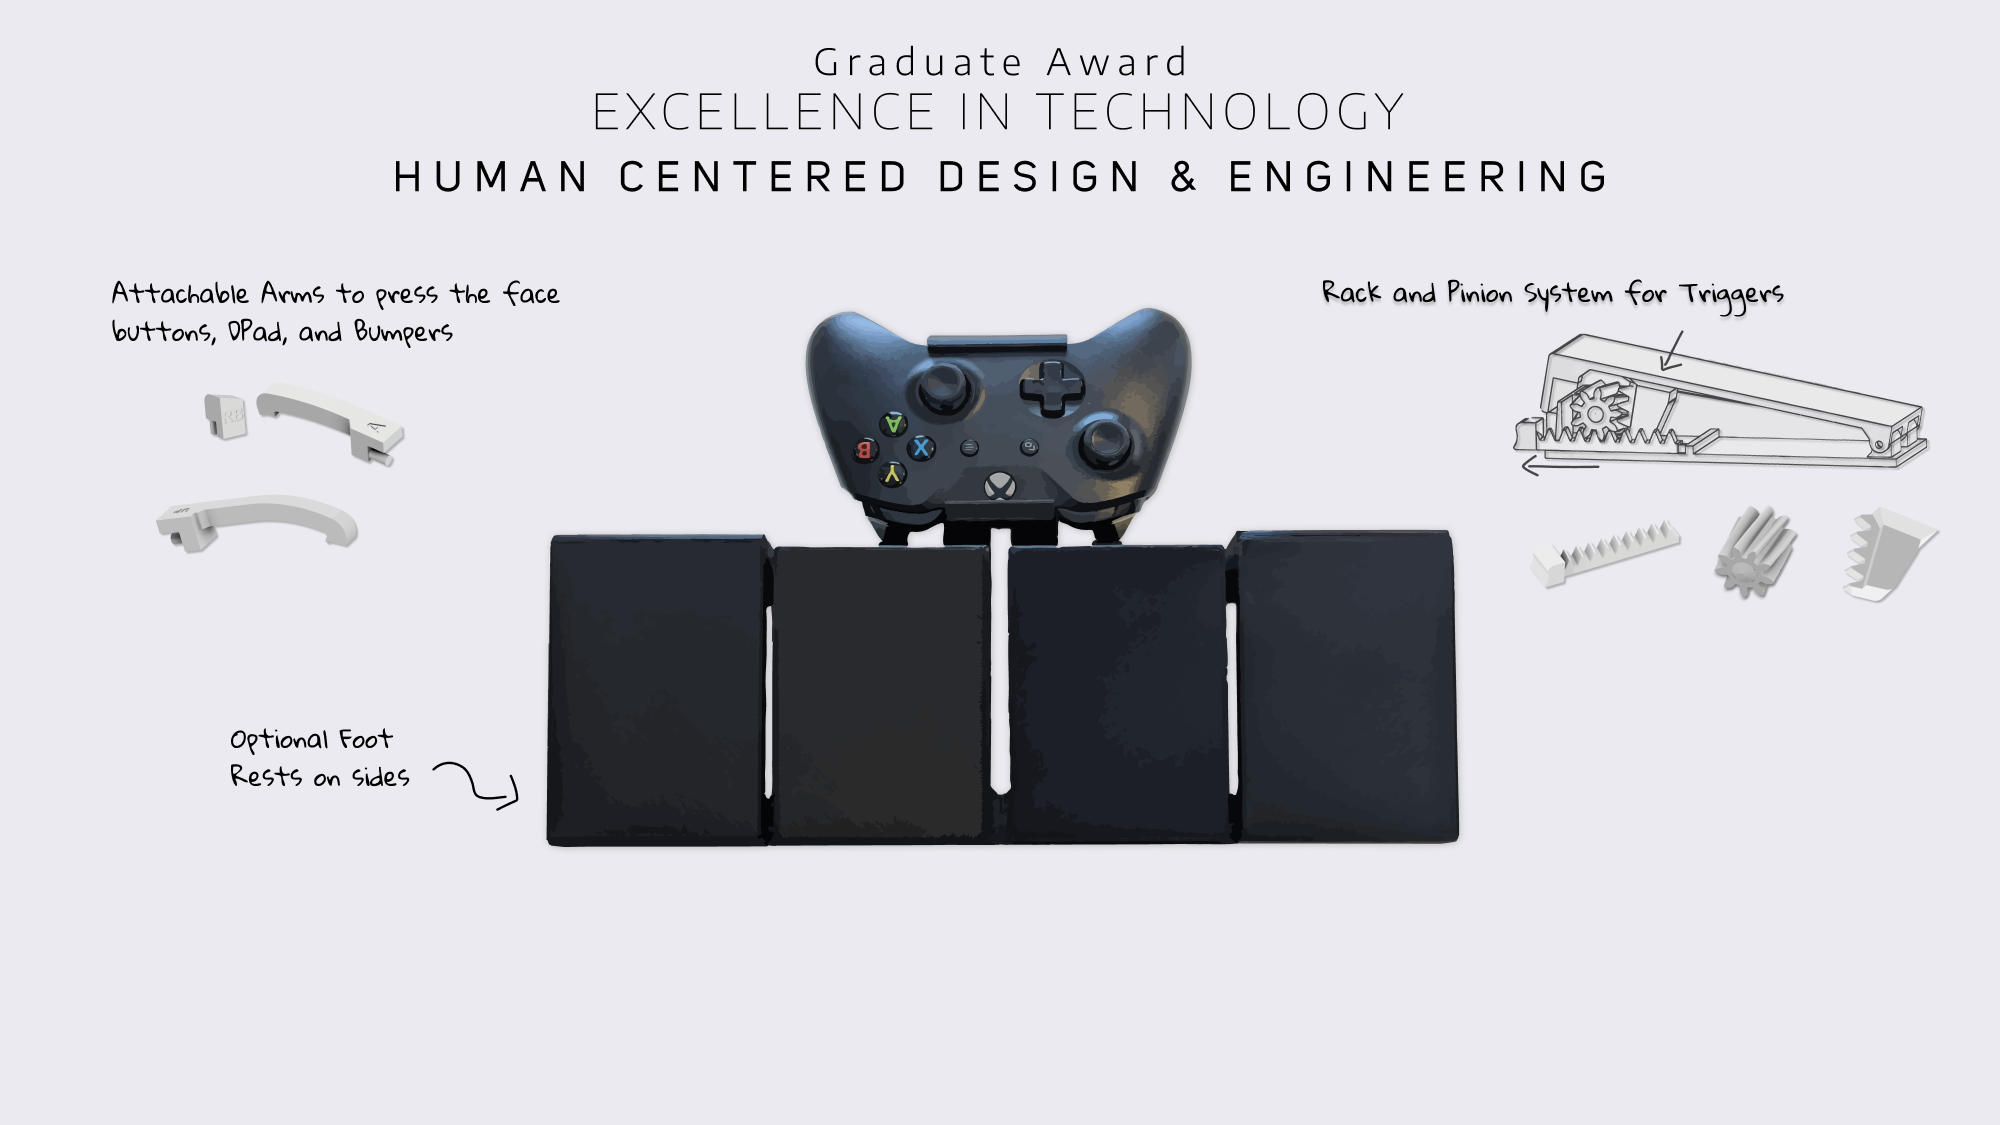 Graduate Award
EXCELLENCE IN TECHNOLOGY
HUMAN CENTERED DESIGN & ENGINEERING
Attachable Arms to press the face
buttons, DPad, and Bumpers
Rack and Pinion System for Triggers
RB
A
A
B
X
Y
Optional Foot
Rests on sides